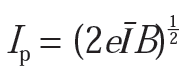 I_p = (2eĪB)^{1/2}